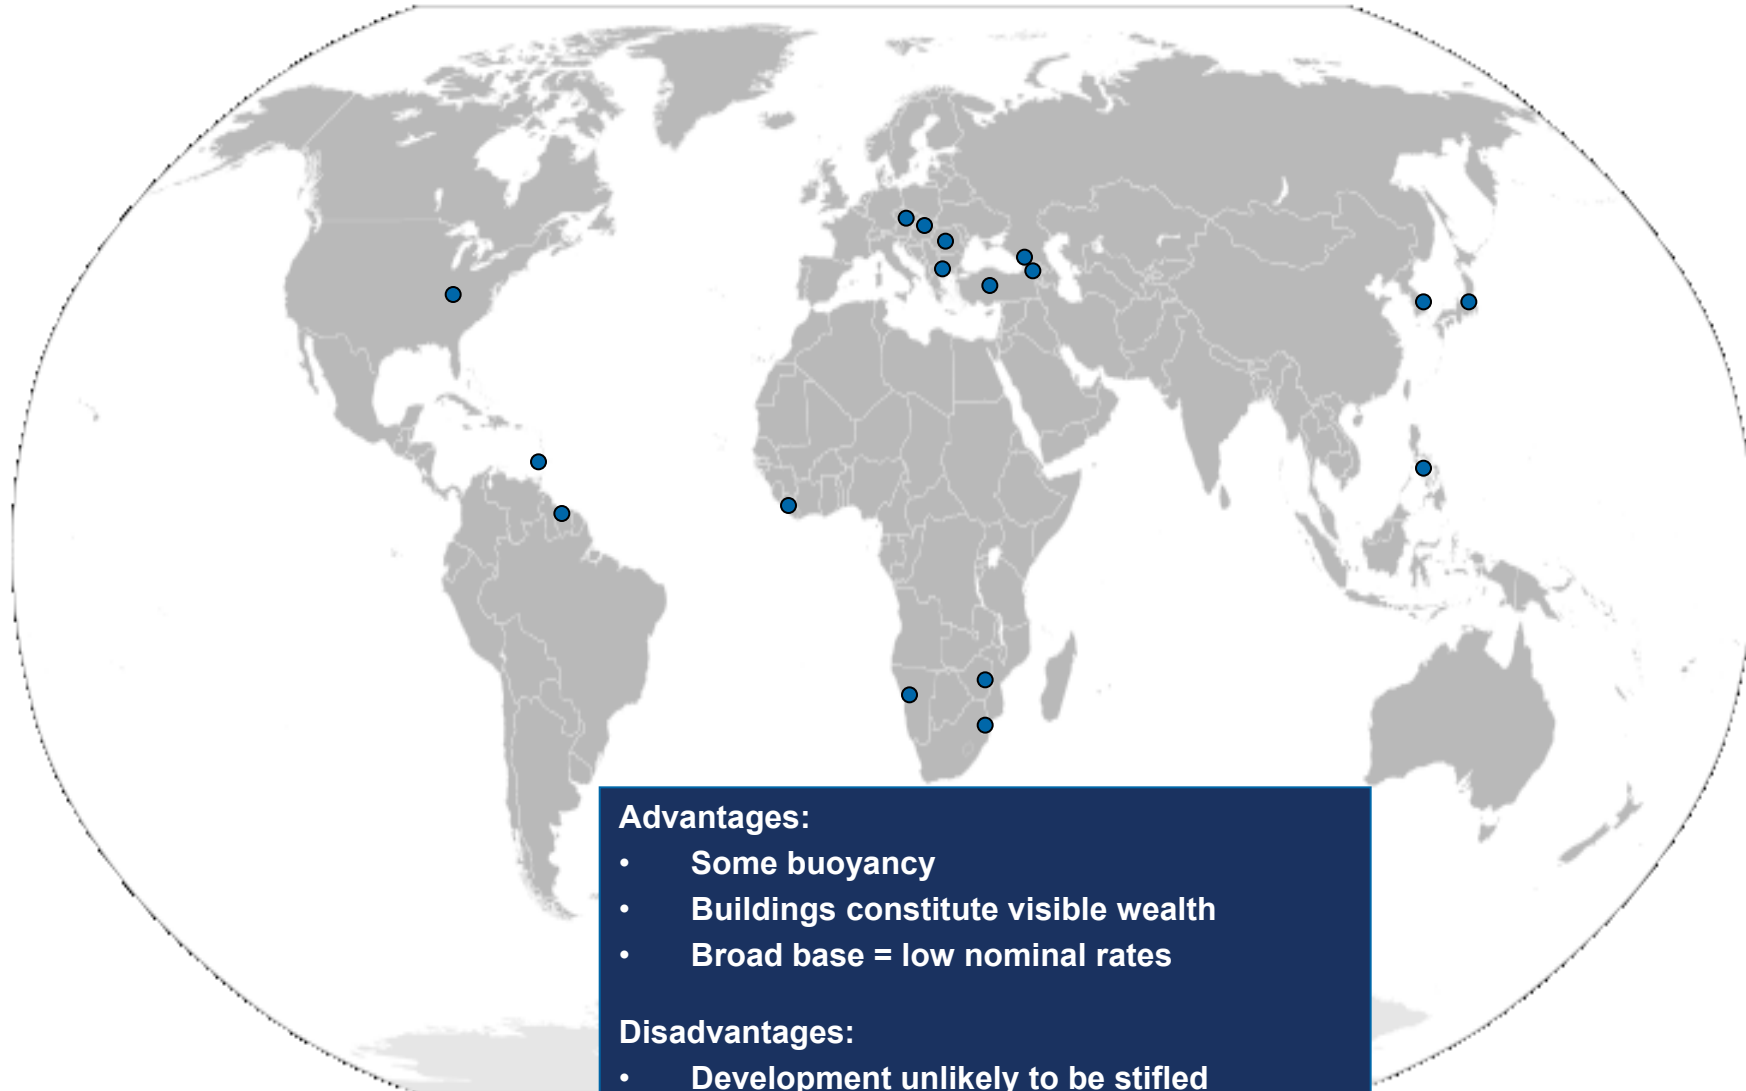 Advantages:
• Some buoyancy
• Buildings constitute visible wealth
• Broad base = low nominal rates
Disadvantages:
• Development unlikely to be stifled